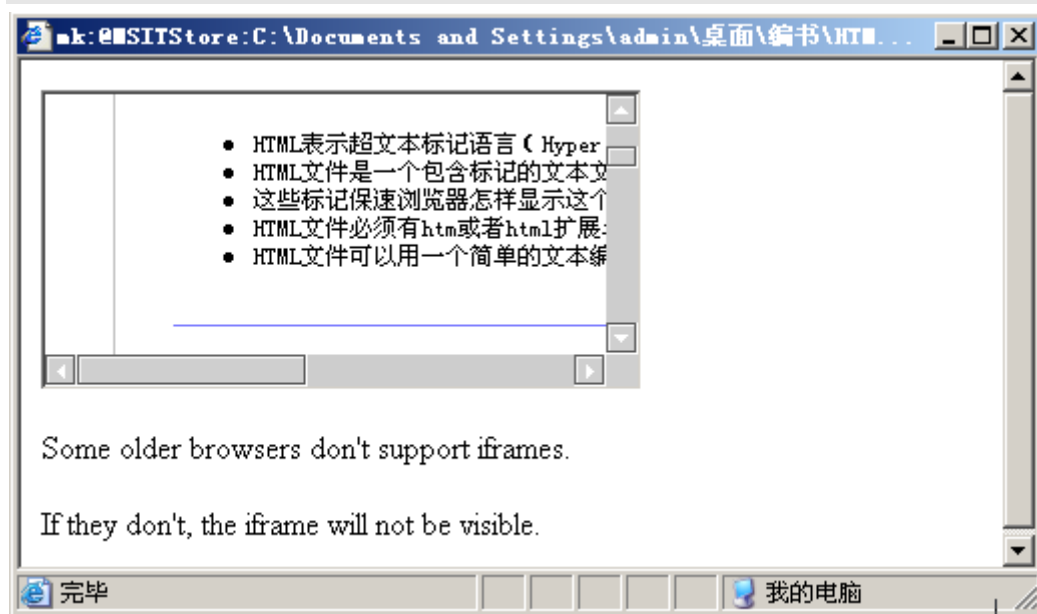 mk:@MSITStore:C:\Documents and Settings\admin\桌面\编书\HTM...
HTML表示超文本标记语言（Hyper
HTML文件是一个包含标记的文本文
这些标记保速浏览器怎样显示这个
HTML文件必须有htm或者html扩展
HTML文件可以用一个简单的文本编
Some older browsers don't support iframes.
If they don't, the iframe will not be visible.
完毕
我的电脑